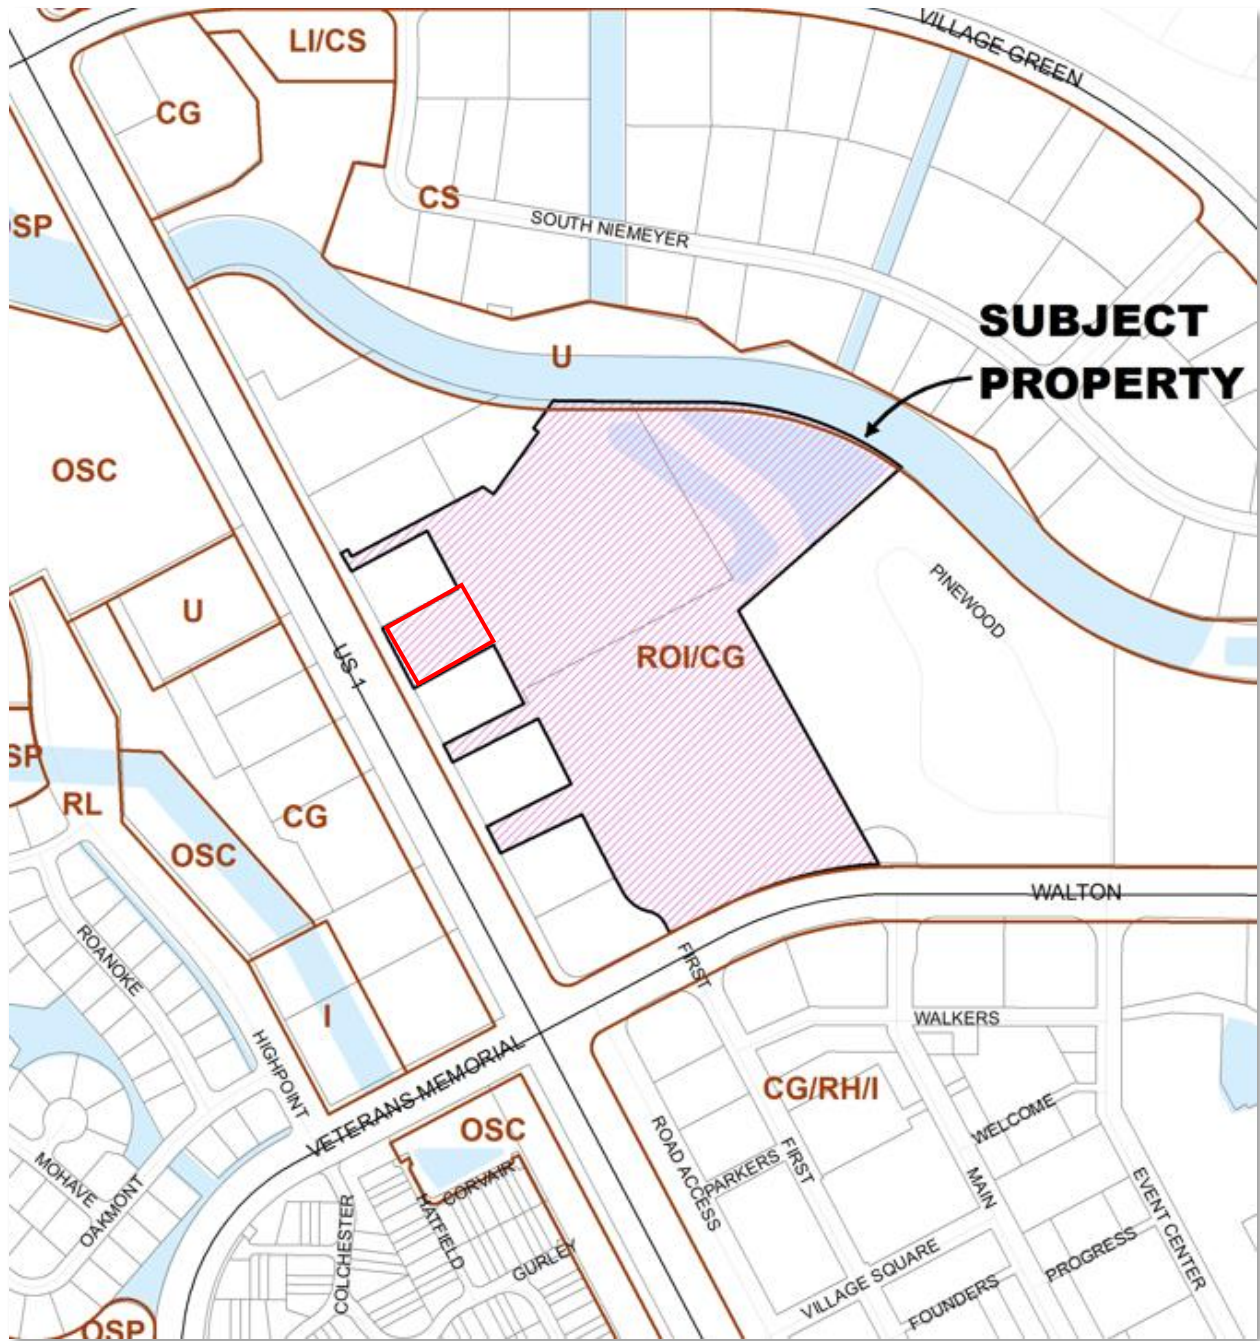 VILLAGE GREEN
LI/CS
CG
CS
SP
SOUTH NIEMEYER
SUBJECT
PROPERTY
U
OSC
PINEWOOD
U
US 1
ROI/CG
SP
RL
CG
OSC
WALTON
ROANOKE
FIRST
I
WALKERS
HIGHPOINT
VETERANS MEMORIAL
CG/RH/I
OSC
WELCOME
ROAD ACCESS
PARKERS
FIRST
MOHAVE
OAKMONT
CORVAIR
MAIN
COLCHESTER
HATFIELD
EVENT CENTER
GURLEY
VILLAGE SQUARE
PROGRESS
FOUNDERS
OSP